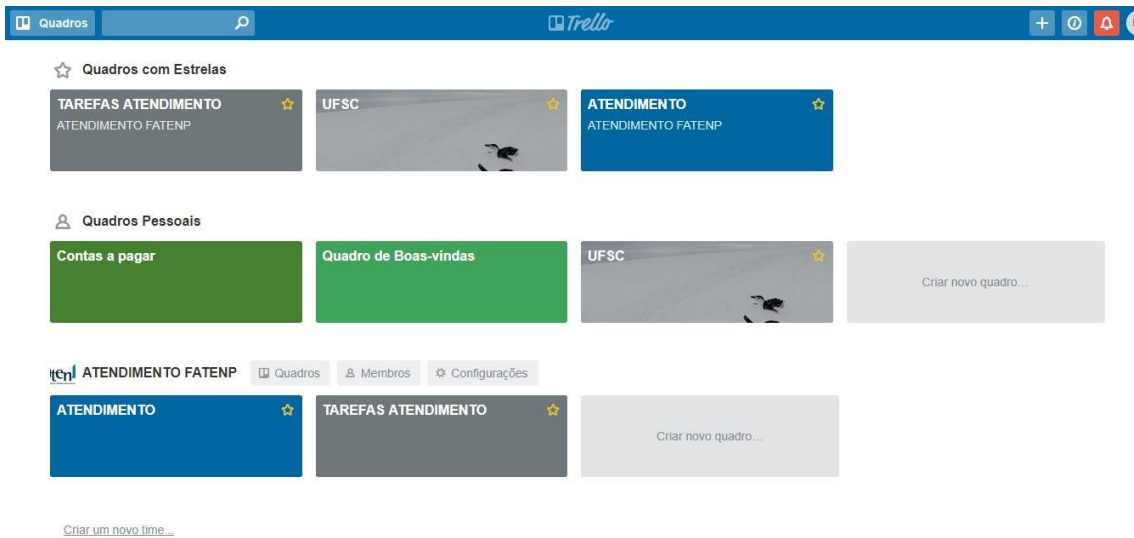 Quadros
Trello
Quadros com Estrelas
TAREFAS ATENDIMENTO
ATENDIMENTO FATENP
UFSC
ATENDIMENTO
ATENDIMENTO FATENP
Quadros Pessoais
Contas a pagar
Quadro de Boas-vindas
UFSC
Criar novo quadro...
ATENDIMENTO FATENP
Quadros
Membros
Configurações
ATENDIMENTO
TAREFAS ATENDIMENTO
Criar novo quadro...
Criar um novo time...